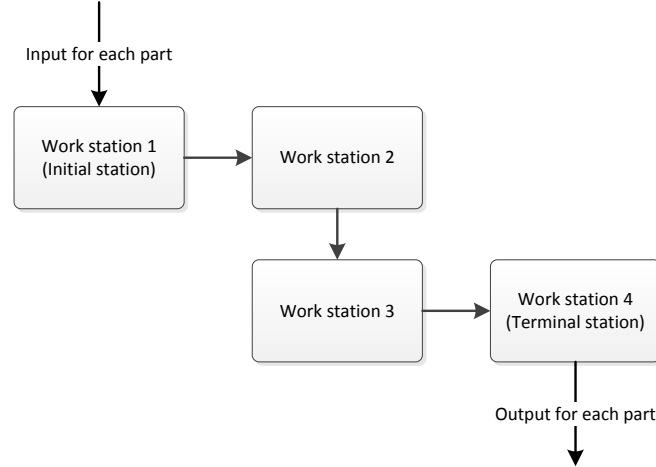 Input for each part
Work station 1
(Initial station)
Work station 2
Work station 3
Work station 4
(Terminal station)
Output for each part